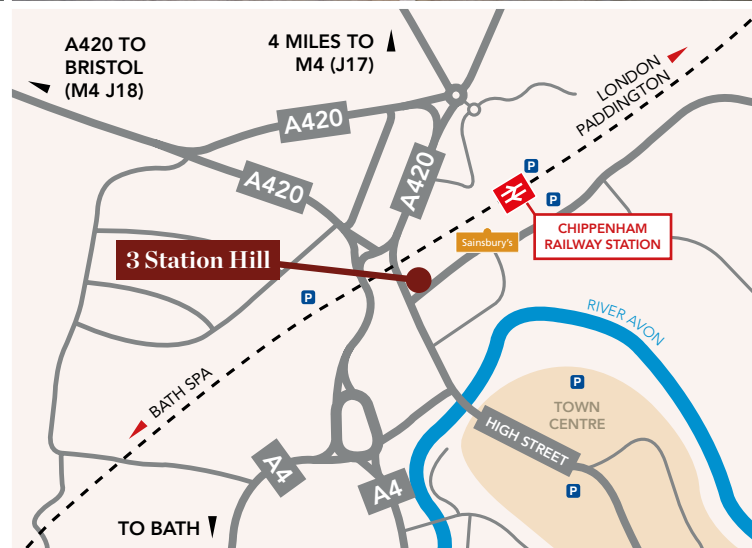 A420 TO
BRISTOL
(M4 J18)
4 MILES TO
M4 (J17)
LONDON
PADDINGTON
A420
A420
A420
P
P
CHIPPENHAM
RAILWAY STATION
Sainsbury's
3 Station Hill
P
RIVER AVON
BATH SPA
P
TOWN
CENTRE
HIGH STREET
A4
A4
P
TO BATH